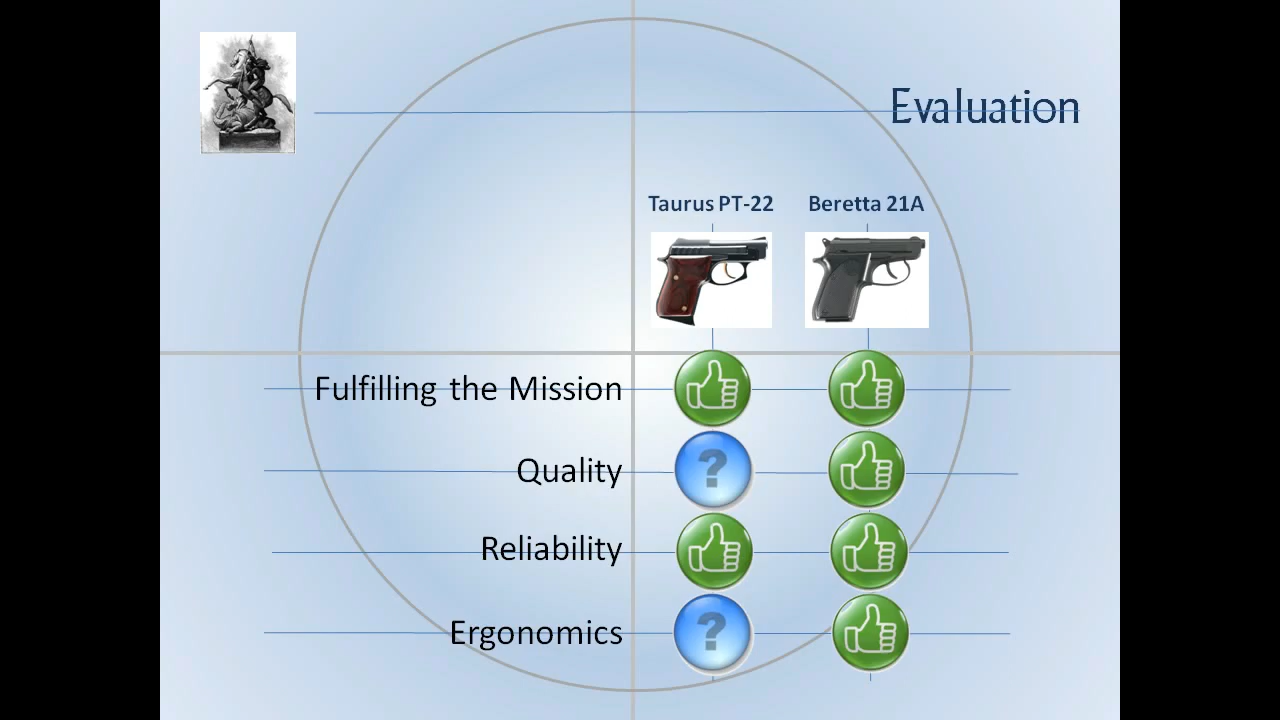 Evaluation
Taurus PT-22 Beretta 21A
Fulfilling the Mission
Quality ?
Reliability
Ergonomics ?